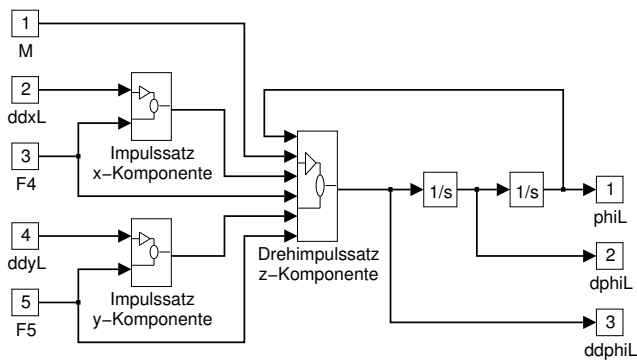 1
M
2
ddxL
3
F4
Impulssatz
x−Komponente
4
ddyL
5
F5
Impulssatz
y−Komponente
Drehimpulssatz
z−Komponente
1/s
1/s
1
phiL
2
dphiL
3
ddphiL